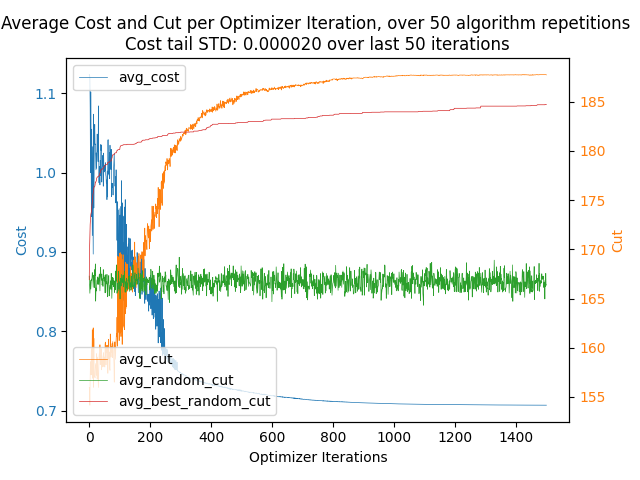 Average Cost and Cut per Optimizer Iteration, over 50 algorithm repetitions
Cost tail STD: 0.000020 over last 50 iterations
avg_cost
1.1
1.0
0.9
0.8
0.7
Cost
185
180
175
170
165
160
155
Cut
avg_cut
avg_random_cut
avg_best_random_cut
0 200 400 600 800 1000 1200 1400
Optimizer Iterations